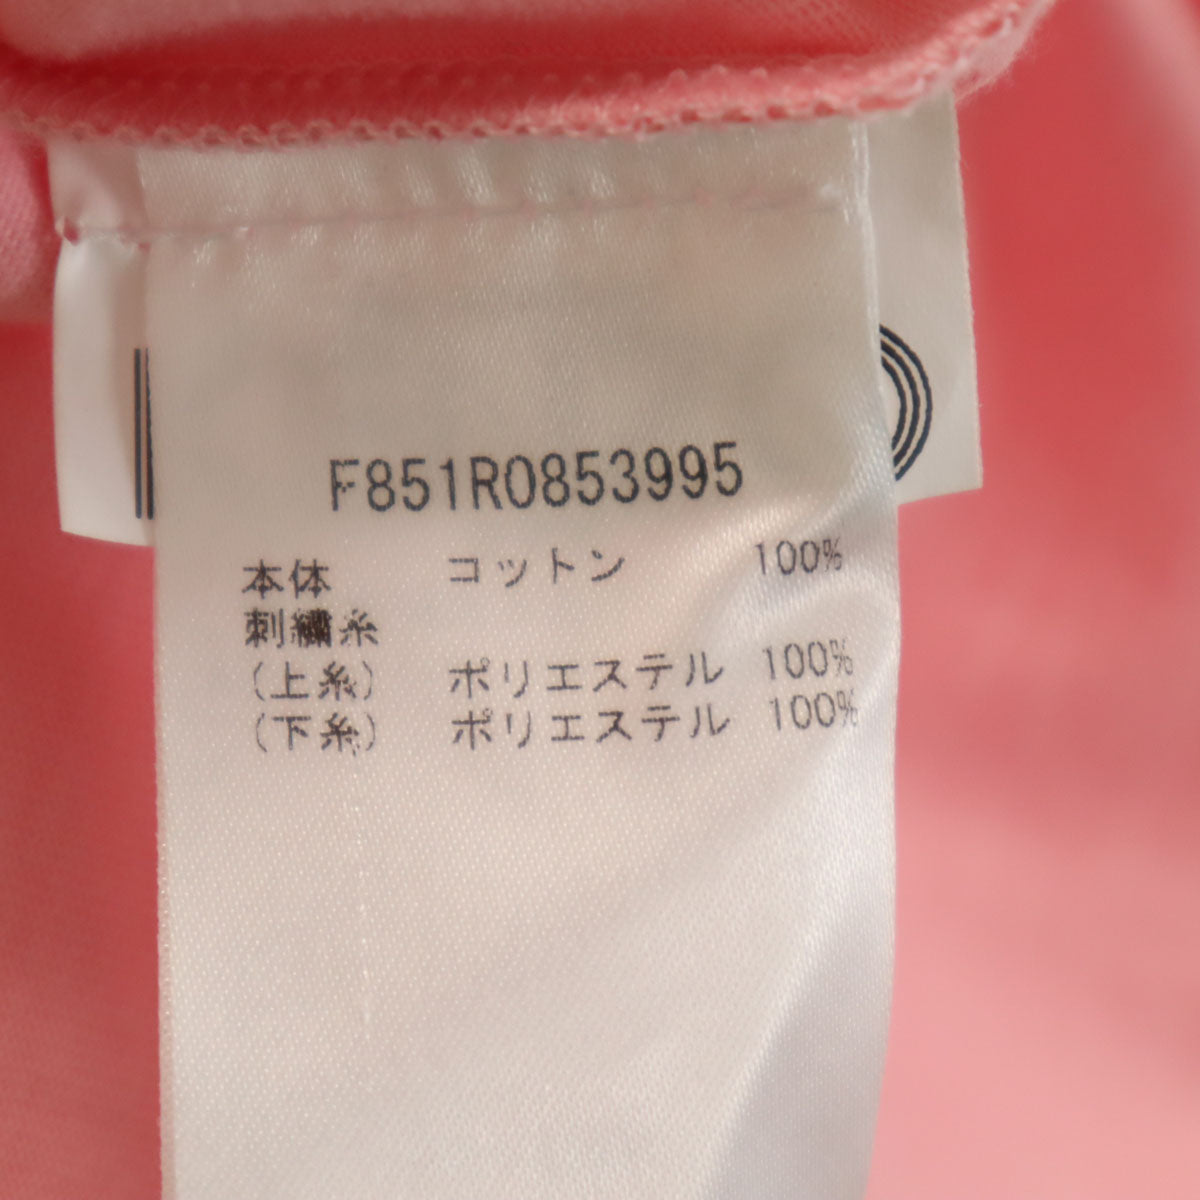 F851R0853995
本体 コットン 100%
刺繍糸
(上糸) ポリエステル 100%
(下糸) ポリエステル 100%